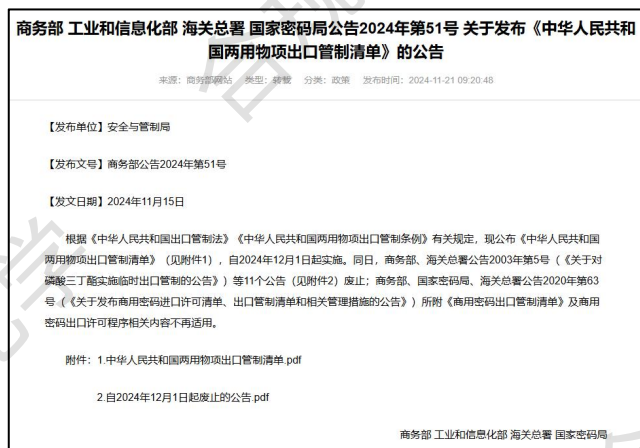 商务部 工业和信息化部 海关总署 国家密码局公告2024年第51号 关于发布《中华人民共和
国两用物项出口管制清单》的公告
来源：商务部网站 类型：转载 分类：政策 发布时间：2024-11-21 09:20:48
【发布单位】安全与管制局
【发布文号】商务部公告2024年第51号
【发文日期】2024年11月15日
根据《中华人民共和国出口管制法》《中华人民共和国两用物项出口管制条例》有关规定，现公布《中华人民共和国
两用物项出口管制清单》（见附件1），自2024年12月1日起实施。同日，商务部、海关总署公告2003年第5号（《关于对
磷酸三丁酯实施临时出口管制的公告》）等11个公告（见附件2）废止；商务部、国家密码局、海关总署公告2020年第63
号（《关于发布商用密码进口许可清单、出口管制清单和相关管理措施的公告》）所附《商用密码出口管制清单》及商用
密码出口许可程序相关内容不再适用。
附件：1.中华人民共和国两用物项出口管制清单.pdf
2.自2024年12月1日起废止的公告.pdf
商务部 工业和信息化部 海关总署 国家密码局